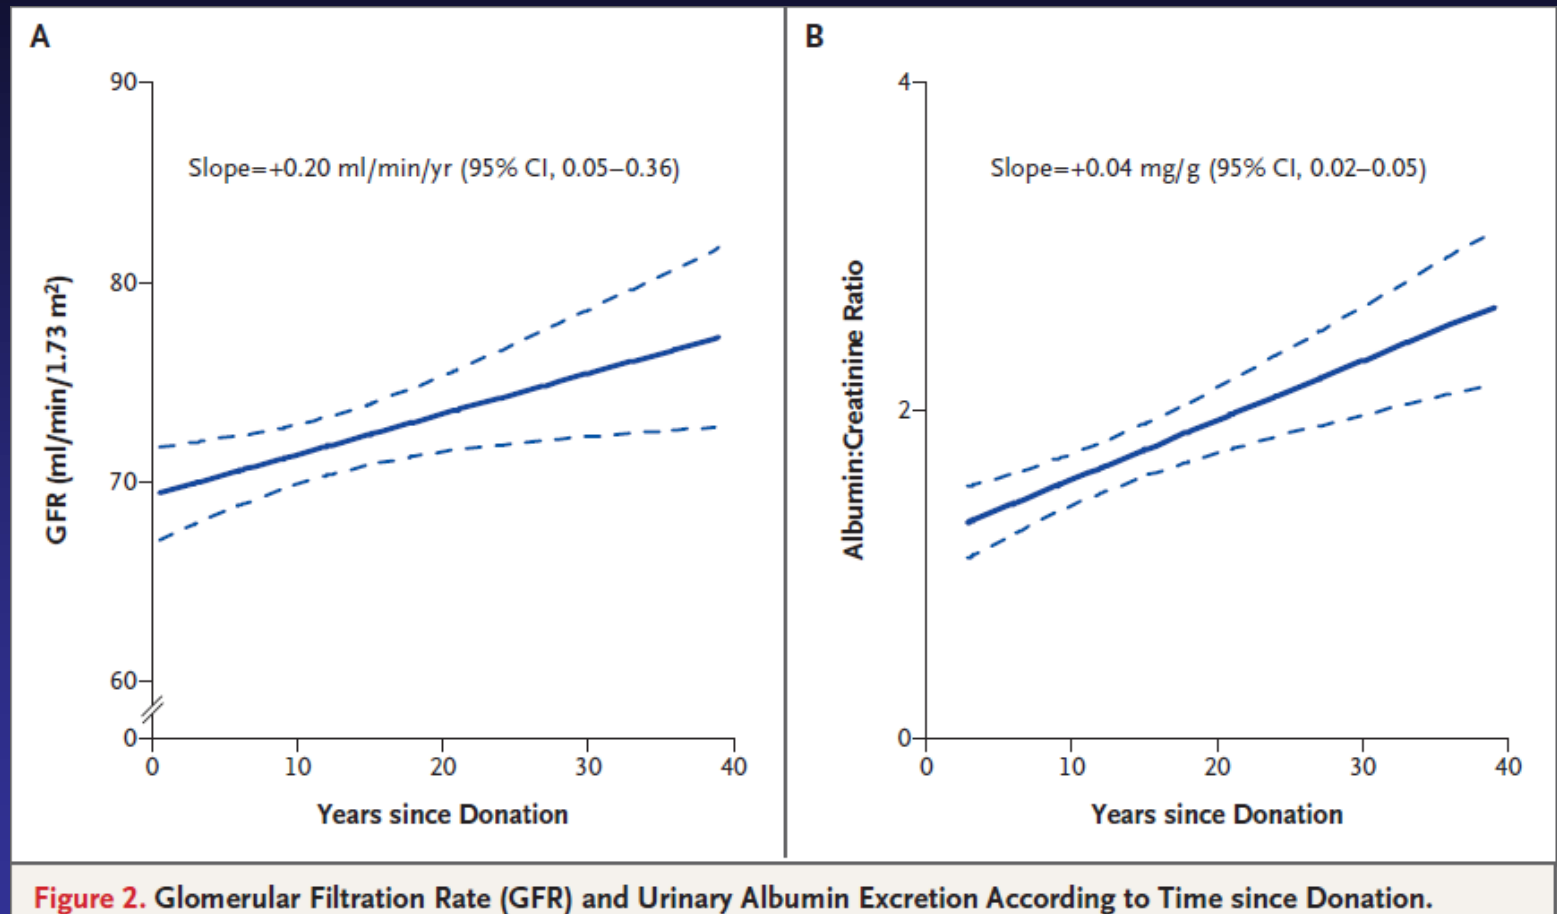 A
90
80
70
60
0
Slope=+0.20 ml/min/yr (95% CI, 0.05–0.36)
GFR (ml/min/1.73 m²)
0 10 20 30 40
Years since Donation
B
4
2
0
Slope=+0.04 mg/g (95% CI, 0.02–0.05)
Albumin:Creatinine Ratio
0 10 20 30 40
Years since Donation
Figure 2. Glomerular Filtration Rate (GFR) and Urinary Albumin Excretion According to Time since Donation.